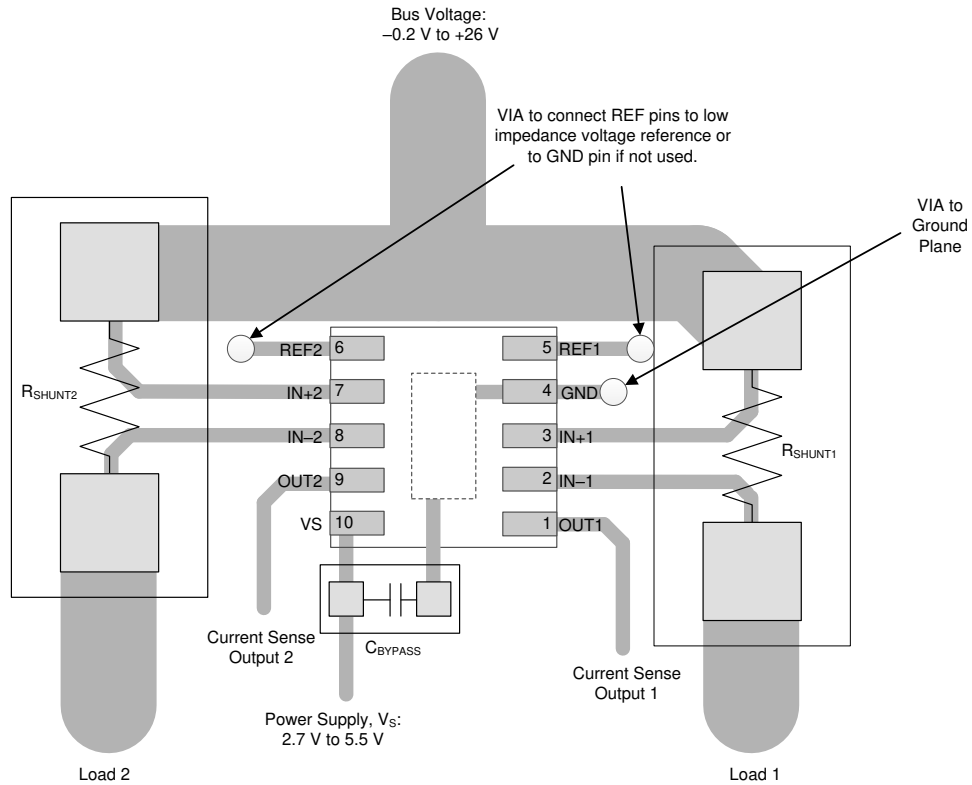 Bus Voltage:
–0.2 V to +26 V
VIA to connect REF pins to low
impedance voltage reference or
to GND pin if not used.
VIA to
Ground
Plane
REF2 6
5 REF1
IN+2 7
4 GND
IN–2 8
3 IN+1
OUT2 9
2 IN–1
VS 10
1 OUT1
RSHUNT2
RSHUNT1
CBYPASS
Current Sense
Output 2
Current Sense
Output 1
Power Supply, VS:
2.7 V to 5.5 V
Load 2
Load 1